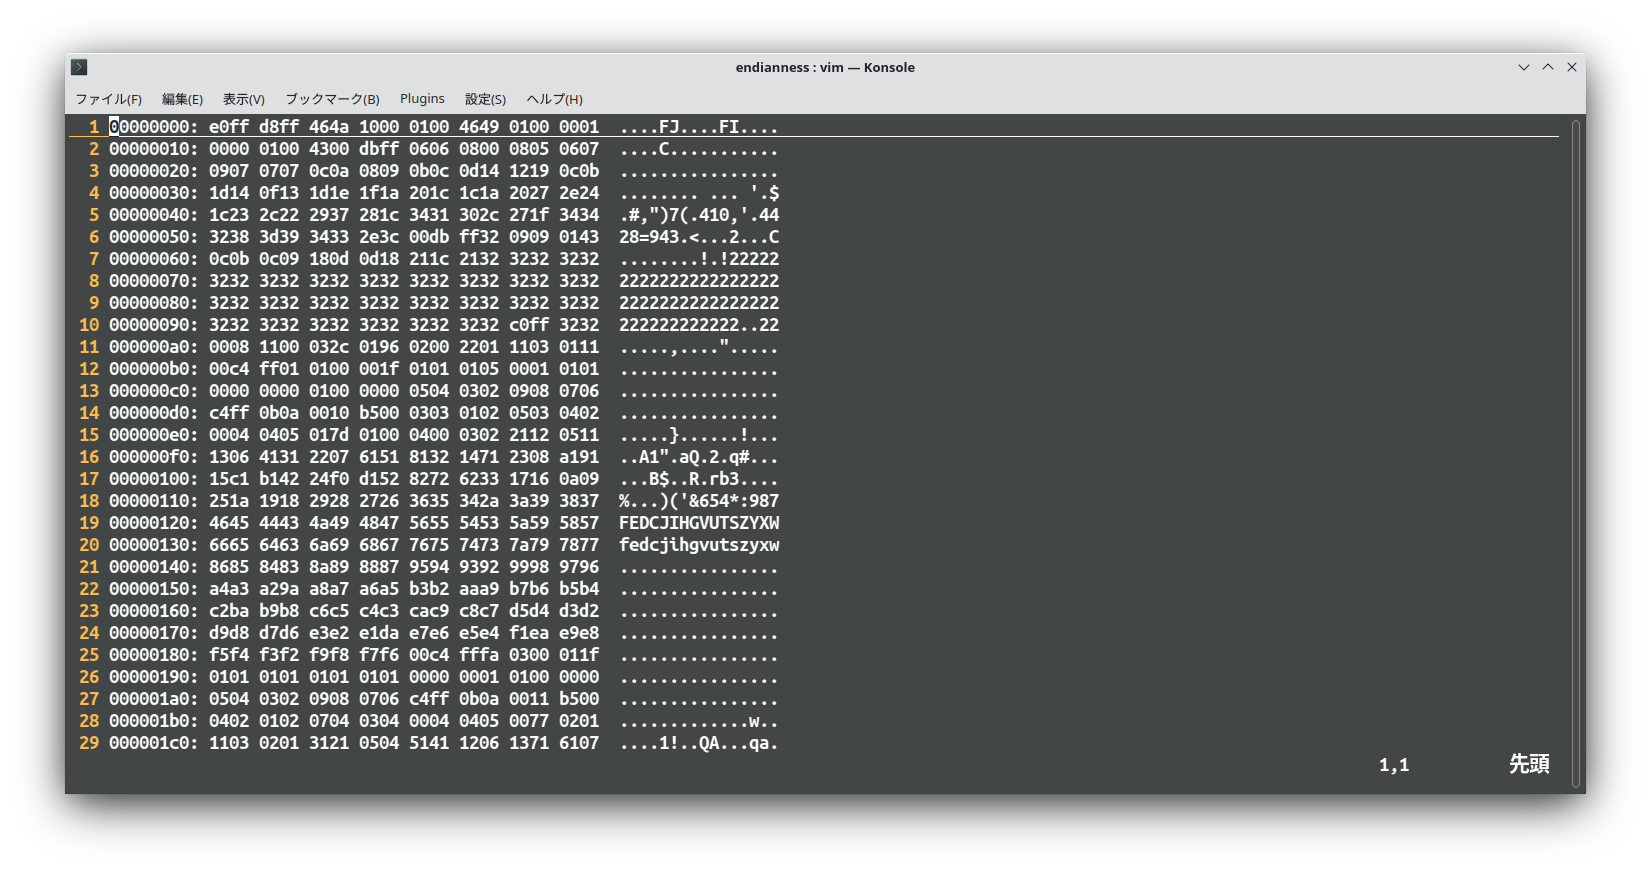 endianness : vim — Konsole
ファイル(F) 編集(E) 表示(V) ブックマーク(B) Plugins 設定(S) ヘルプ(H)
1 00000000: e0ff d8ff 464a 1000 0100 4649 0100 0001  ....FJ....FI....
2 00000010: 0000 0100 4300 dbff 0606 0800 0805 0607  ....C...........
3 00000020: 0907 0707 0c0a 0809 0b0c 0d14 1219 0c0b  ................
4 00000030: 1d14 0f13 1d1e 1f1a 201c 1c1a 2027 2e24  ........ ... '.$
5 00000040: 1c23 2c22 2937 281c 3431 302c 271f 3434  .#,")7(.410,'.44
6 00000050: 3238 3d39 3433 2e3c 00db ff32 0909 0143  28=943.<...2...C
7 00000060: 0c0b 0c09 180d 0d18 211c 2132 3232 3232  ........!.!22222
8 00000070: 3232 3232 3232 3232 3232 3232 3232 3232  2222222222222222
9 00000080: 3232 3232 3232 3232 3232 3232 3232 3232  2222222222222222
10 00000090: 3232 3232 3232 3232 3232 3232 c0ff 3232  222222222222..22
11 000000a0: 0008 1100 032c 0196 0200 2201 1103 0111  .....,....".....
12 000000b0: 00c4 ff01 0100 001f 0101 0105 0001 0101  ................
13 000000c0: 0000 0000 0100 0000 0504 0302 0908 0706  ................
14 000000d0: c4ff 0b0a 0010 b500 0303 0102 0503 0402  ................
15 000000e0: 0004 0405 017d 0100 0400 0302 2112 0511  .....}......!...
16 000000f0: 1306 4131 2207 6151 8132 1471 2308 a191  ..A1".aQ.2.q#...
17 00000100: 15c1 b142 24f0 d152 8272 6233 1716 0a09  ...B$..R.rb3....
18 00000110: 251a 1918 2928 2726 3635 342a 3a39 3837  %...)('&654*:987
19 00000120: 4645 4443 4a49 4847 5655 5453 5a59 5857  FEDCJIHGVUTSZYXW
20 00000130: 6665 6463 6a69 6867 7675 7473 7a79 7877  fedcjihgvutszyxw
21 00000140: 8685 8483 8a89 8887 9594 9392 9998 9796  ................
22 00000150: a4a3 a29a a8a7 a6a5 b3b2 aaa9 b7b6 b5b4  ................
23 00000160: c2ba b9b8 c6c5 c4c3 cac9 c8c7 d5d4 d3d2  ................
24 00000170: d9d8 d7d6 e3e2 e1da e7e6 e5e4 f1ea e9e8  ................
25 00000180: f5f4 f3f2 f9f8 f7f6 00c4 fffa 0300 011f  ................
26 00000190: 0101 0101 0101 0101 0000 0001 0100 0000  ................
27 000001a0: 0504 0302 0908 0706 c4ff 0b0a 0011 b500  ................
28 000001b0: 0402 0102 0704 0304 0004 0405 0077 0201  .............w..
29 000001c0: 1103 0201 3121 0504 5141 1206 1371 6107  ....1!..QA...qa.
1,1 先頭